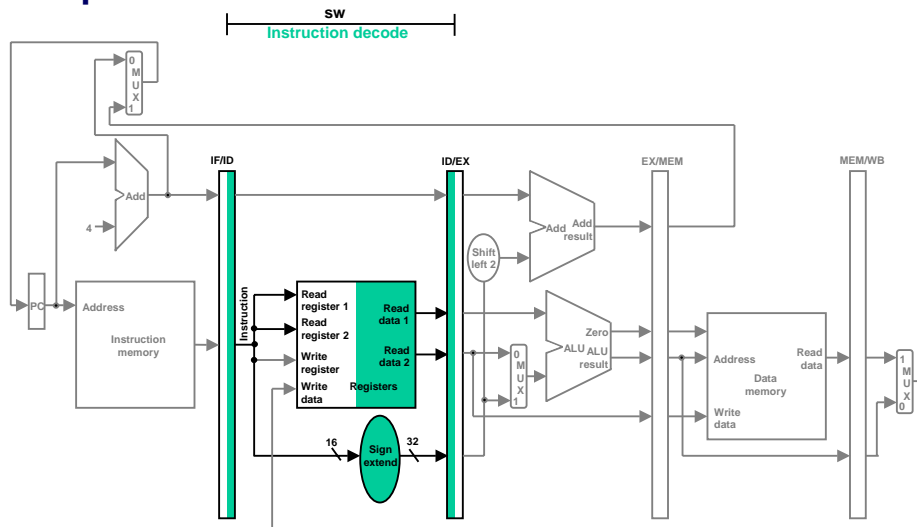 sw
Instruction decode
0
M
U
X
1
IF/ID
ID/EX
EX/MEM
MEM/WB
Add
4
Add
Add
result
Shift
left 2
PC
Address
Instruction
memory
Instruction
Read
register 1
Read
register 2
Write
register
Write
data
Registers
Read
data 1
Read
data 2
0
M
U
X
1
Zero
ALU
ALU
result
Address
Read
data
Data
memory
Write
data
1
M
U
X
0
16
Sign
extend
32